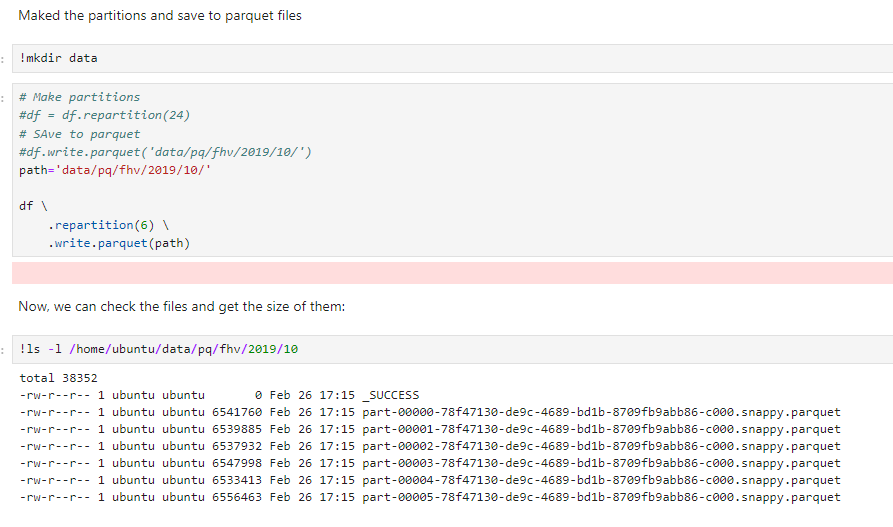 Maked the partitions and save to parquet files
: !mkdir data
: # Make partitions
#df = df.repartition(24)
# SAve to parquet
#df.write.parquet('data/pq/fhv/2019/10/')
path='data/pq/fhv/2019/10/'
df \
.repartition(6) \
.write.parquet(path)
Now, we can check the files and get the size of them:
: !ls -l /home/ubuntu/data/pq/fhv/2019/10
total 38352
-rw-r--r-- 1 ubuntu ubuntu 0 Feb 26 17:15 _SUCCESS
-rw-r--r-- 1 ubuntu ubuntu 6541760 Feb 26 17:15 part-00000-78f47130-de9c-4689-bd1b-8709fb9abb86-c000.snappy.parquet
-rw-r--r-- 1 ubuntu ubuntu 6539885 Feb 26 17:15 part-00001-78f47130-de9c-4689-bd1b-8709fb9abb86-c000.snappy.parquet
-rw-r--r-- 1 ubuntu ubuntu 6537932 Feb 26 17:15 part-00002-78f47130-de9c-4689-bd1b-8709fb9abb86-c000.snappy.parquet
-rw-r--r-- 1 ubuntu ubuntu 6547998 Feb 26 17:15 part-00003-78f47130-de9c-4689-bd1b-8709fb9abb86-c000.snappy.parquet
-rw-r--r-- 1 ubuntu ubuntu 6533413 Feb 26 17:15 part-00004-78f47130-de9c-4689-bd1b-8709fb9abb86-c000.snappy.parquet
-rw-r--r-- 1 ubuntu ubuntu 6556463 Feb 26 17:15 part-00005-78f47130-de9c-4689-bd1b-8709fb9abb86-c000.snappy.parquet